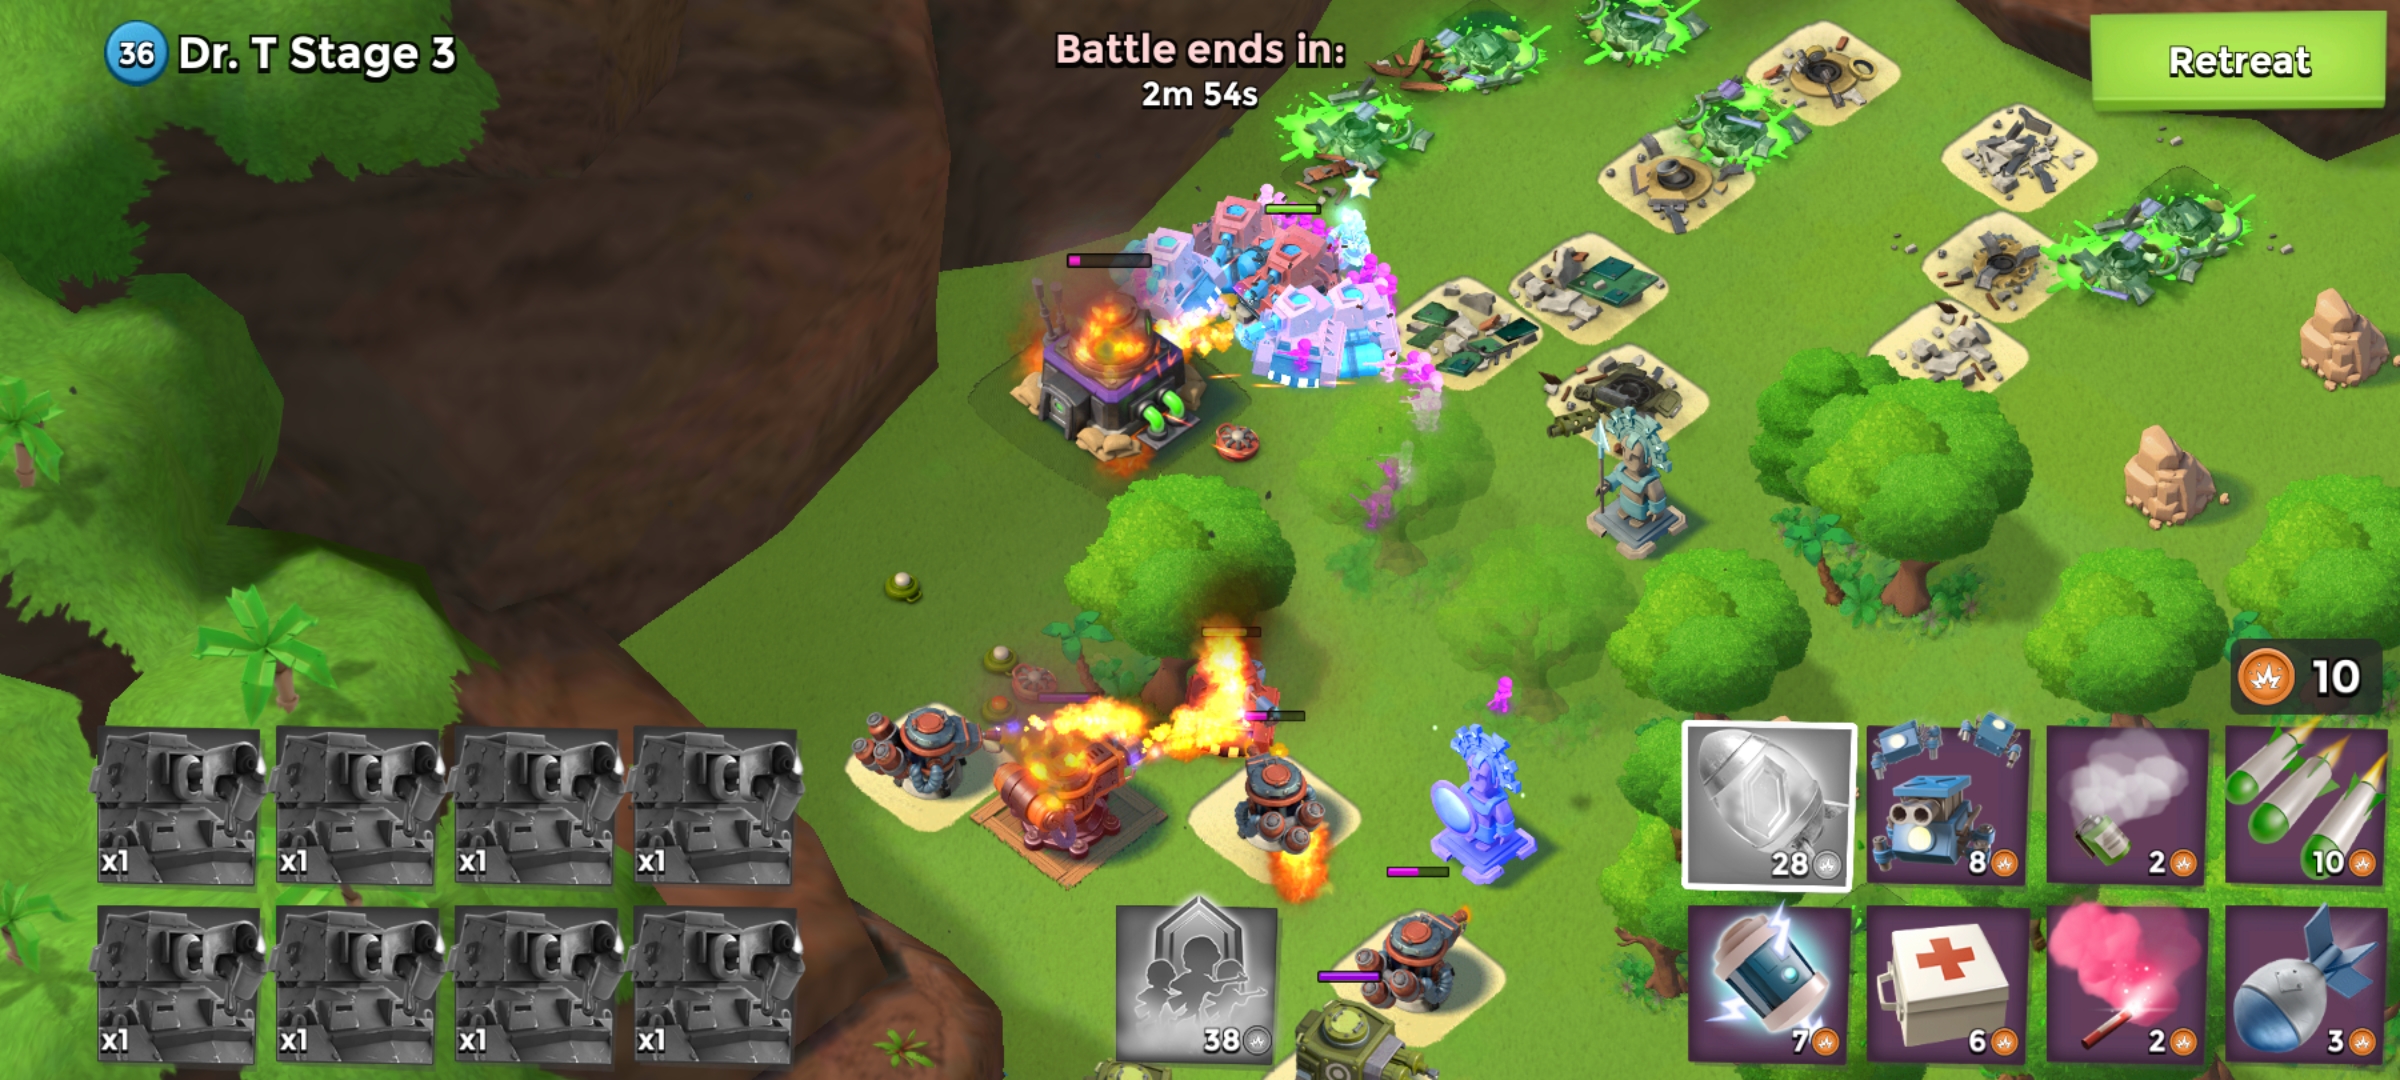 36 Dr. T Stage 3
Battle ends in:
2m 54s
Retreat
10
x1 x1 x1 x1
28 8 2 10
x1 x1 x1 x1
38
7 6 2 3